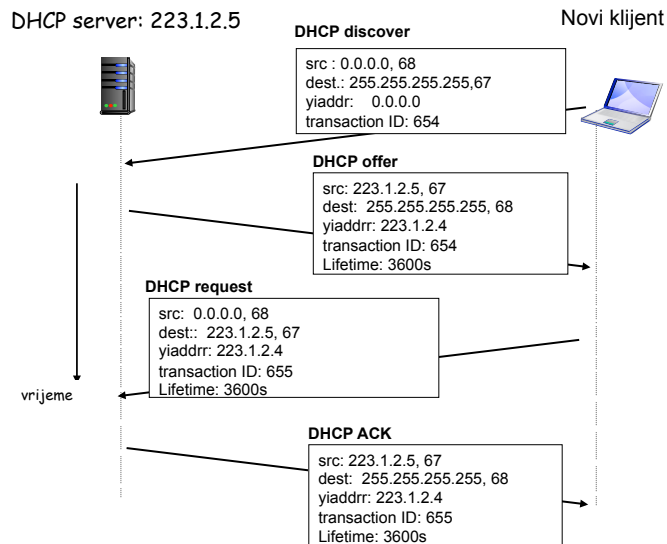 DHCP server: 223.1.2.5
Novi klijent
DHCP discover
src : 0.0.0.0, 68
dest.: 255.255.255.255,67
yiaddr: 0.0.0.0
transaction ID: 654
DHCP offer
src: 223.1.2.5, 67
dest: 255.255.255.255, 68
yiaddrr: 223.1.2.4
transaction ID: 654
Lifetime: 3600s
DHCP request
src: 0.0.0.0, 68
dest:: 223.1.2.5, 67
yiaddrr: 223.1.2.4
transaction ID: 655
Lifetime: 3600s
vrijeme
DHCP ACK
src: 223.1.2.5, 67
dest: 255.255.255.255, 68
yiaddrr: 223.1.2.4
transaction ID: 655
Lifetime: 3600s